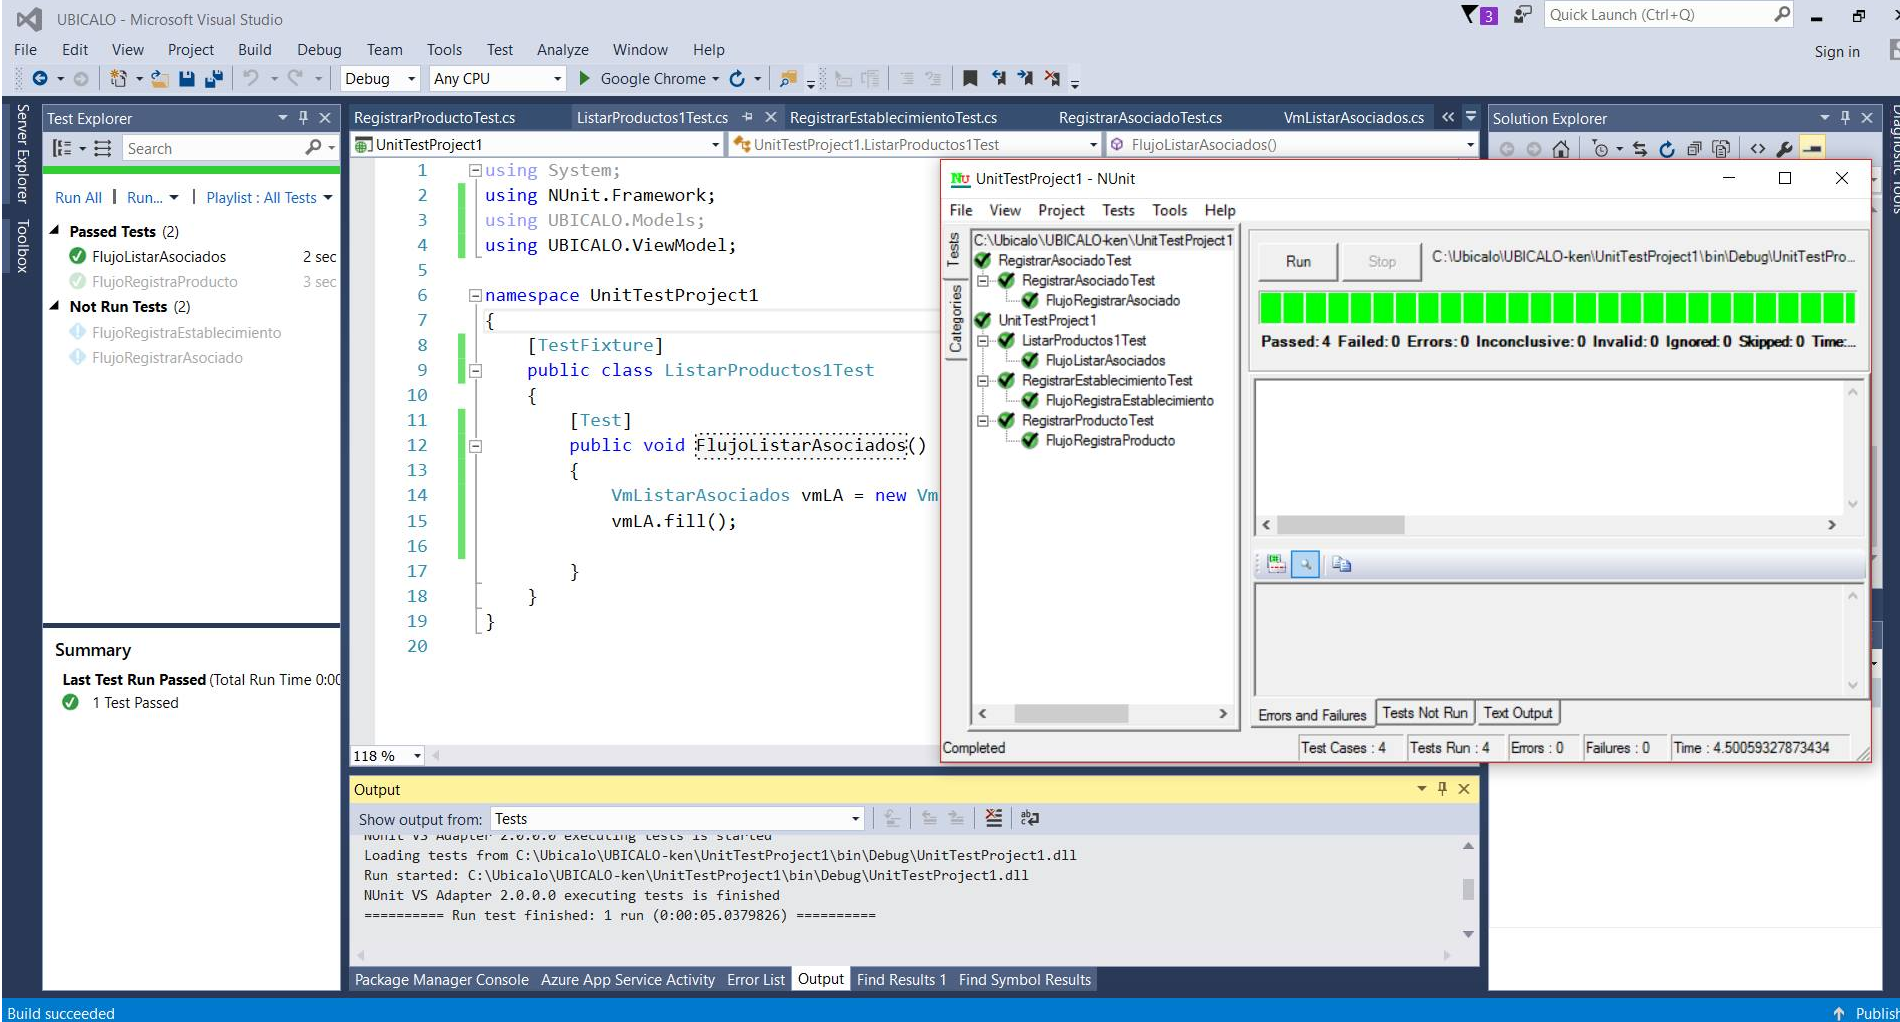 UBICALO - Microsoft Visual Studio
3
Quick Launch (Ctrl+Q)
File Edit View Project Build Debug Team Tools Test Analyze Window Help
Sign in
Debug Any CPU Google Chrome
Server Explorer
Toolbox
Test Explorer
Search
Run All | Run... | Playlist : All Tests
Passed Tests (2)
FlujoListarAsociados 2 sec
FlujoRegistraProducto 3 sec
Not Run Tests (2)
FlujoRegistraEstablecimiento
FlujoRegistrarAsociado
Summary
Last Test Run Passed (Total Run Time 0:00
1 Test Passed
RegistrarProductoTest.cs ListarProductos1Test.cs RegistrarEstablecimientoTest.cs RegistrarAsociadoTest.cs VmListarAsociados.cs
UnitTestProject1 UnitTestProject1.ListarProductos1Test FlujoListarAsociados()
1 using System;
2 using NUnit.Framework;
3 using UBICALO.Models;
4 using UBICALO.ViewModel;
5
6 namespace UnitTestProject1
7 {
8 [TestFixture]
9 public class ListarProductos1Test
10 {
11 [Test]
12 public void FlujoListarAsociados()
13 {
14 VmListarAsociados vmLA = new Vm
15 vmLA.fill();
16
17 }
18 }
19 }
20
118 %
Solution Explorer
Diagnostic Tools
UnitTestProject1 - NUnit
File View Project Tests Tools Help
Tests
Categories
C:\Ubicalo\UBICALO-ken\UnitTestProject1
RegistrarAsociadoTest
RegistrarAsociadoTest
FlujoRegistrarAsociado
UnitTestProject1
ListarProductos1Test
FlujoListarAsociados
RegistrarEstablecimientoTest
FlujoRegistraEstablecimiento
RegistrarProductoTest
FlujoRegistraProducto
Run Stop C:\Ubicalo\UBICALO-ken\UnitTestProject1\bin\Debug\UnitTestPro...
Passed: 4 Failed: 0 Errors: 0 Inconclusive: 0 Invalid: 0 Ignored: 0 Skipped: 0 Time:...
Errors and Failures Tests Not Run Text Output
Completed Test Cases : 4 Tests Run : 4 Errors : 0 Failures : 0 Time : 4.50059327873434
Output
Show output from: Tests
NUnit VS Adapter 2.0.0.0 executing tests is started
Loading tests from C:\Ubicalo\UBICALO-ken\UnitTestProject1\bin\Debug\UnitTestProject1.dll
Run started: C:\Ubicalo\UBICALO-ken\UnitTestProject1\bin\Debug\UnitTestProject1.dll
NUnit VS Adapter 2.0.0.0 executing tests is finished
========== Run test finished: 1 run (0:00:05.0379826) ==========
Package Manager Console Azure App Service Activity Error List Output Find Results 1 Find Symbol Results
Build succeeded
Publish